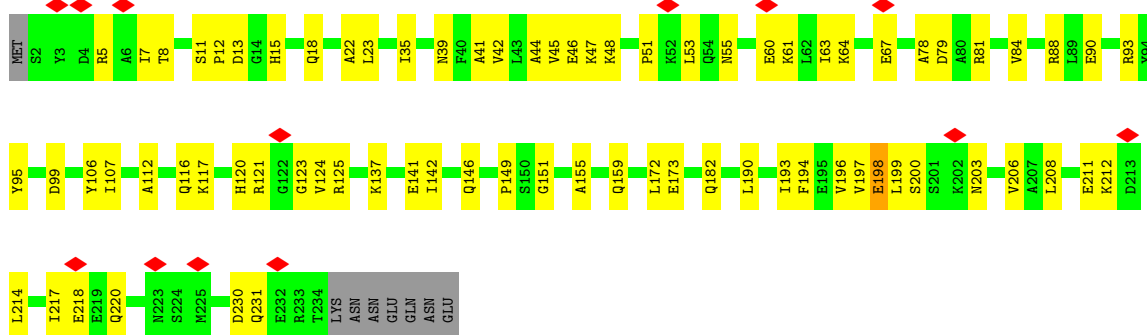 MET S2 Y3 D4 R5 A6 I7 T8 S11 P12 D13 G14 H15 Q18 A22 L23 I35 N39 F40 A41 V42 L43 A44 V45 E46 K47 K48 P51 K52 L53 Q54 N55 E60 K61 L62 I63 K64 E67 A78 D79 A80 R81 V84 R88 L89 E90 R93 Y94
Y95 D99 Y106 I107 A112 Q116 K117 H120 R121 G122 G123 V124 R125 K137 E141 I142 Q146 P149 S150 G151 A155 Q159 L172 E173 Q182 L190 I193 F194 E195 V196 V197 E198 L199 S200 S201 K202 N203 V206 A207 L208 E211 K212 D213
L214 I217 E218 E219 Q220 N223 S224 M225 D230 Q231 E232 R233 T234 LYS ASN ASN GLU GLN ASN GLU